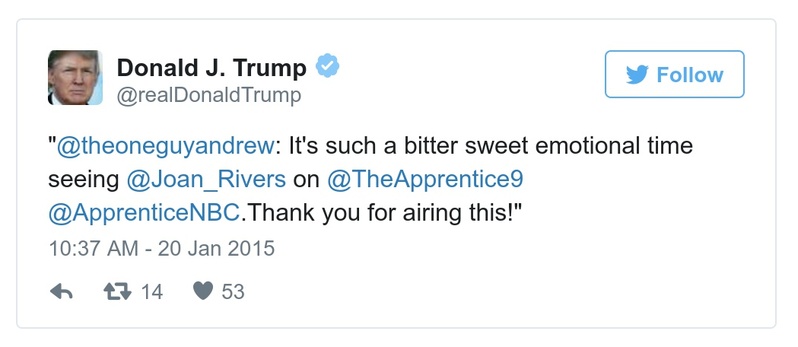 Donald J. Trump
@realDonaldTrump
Follow
"@theoneguyandrew: It's such a bitter sweet emotional time
seeing @Joan_Rivers on @TheApprentice9
@ApprenticeNBC.Thank you for airing this!"
10:37 AM - 20 Jan 2015
14 53